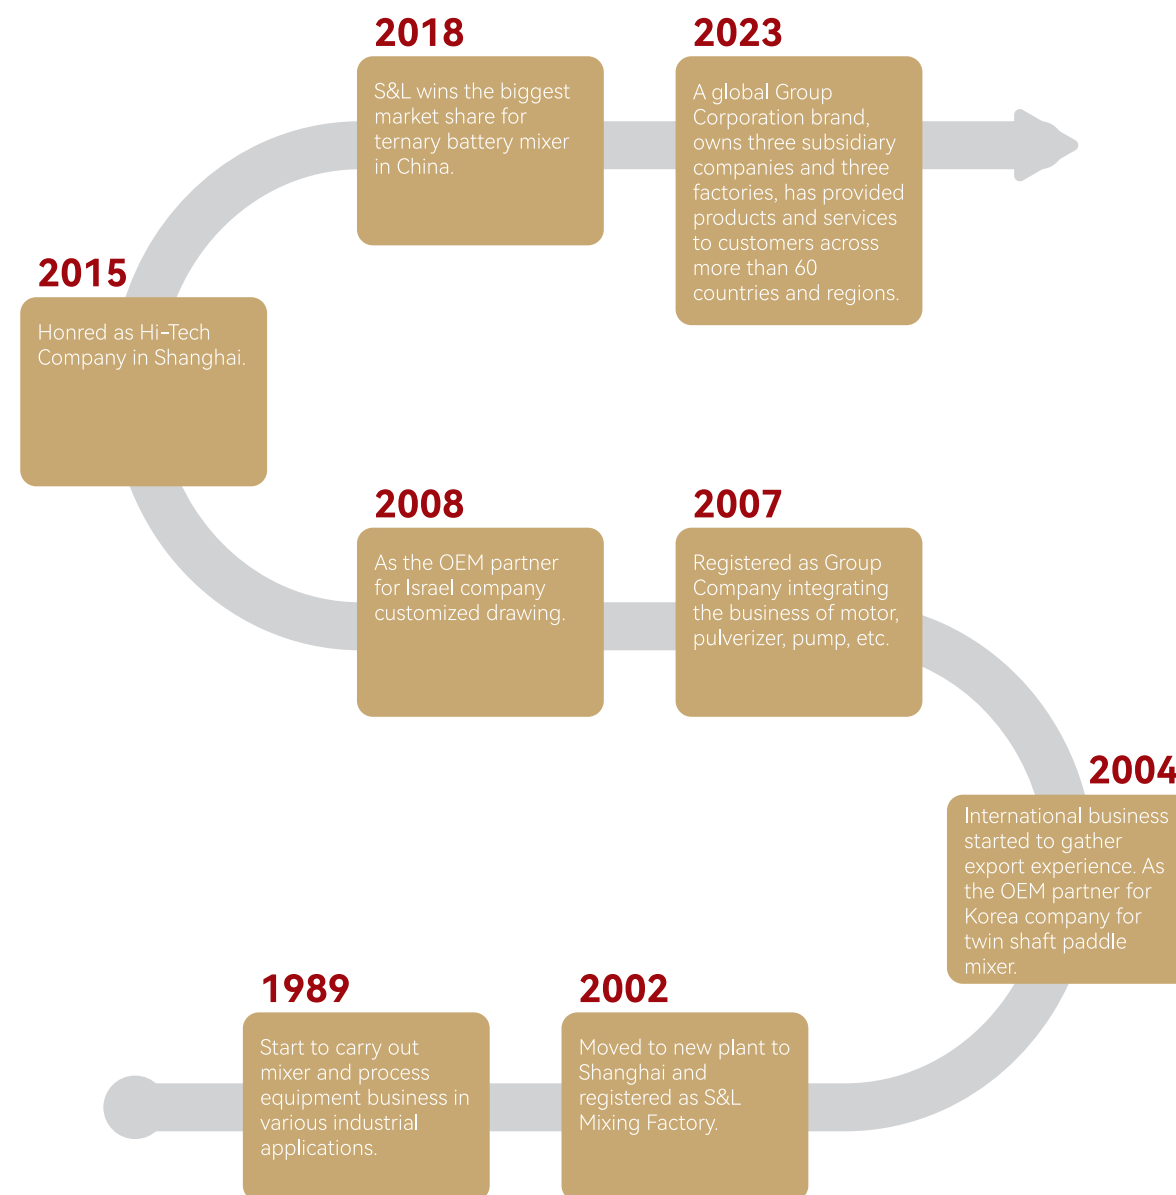 2018
S&L wins the biggest
market share for
ternary battery mixer
in China.
2023
A global Group
Corporation brand,
owns three subsidiary
companies and three
factories, has provided
products and services
to customers across
more than 60
countries and regions.
2015
Honred as Hi-Tech
Company in Shanghai.
2008
As the OEM partner
for Israel company
customized drawing.
2007
Registered as Group
Company integrating
the business of motor,
pulverizer, pump, etc.
2004
International business
started to gather
export experience. As
the OEM partner for
Korea company for
twin shaft paddle
mixer.
1989
Start to carry out
mixer and process
equipment business in
various industrial
applications.
2002
Moved to new plant to
Shanghai and
registered as S&L
Mixing Factory.